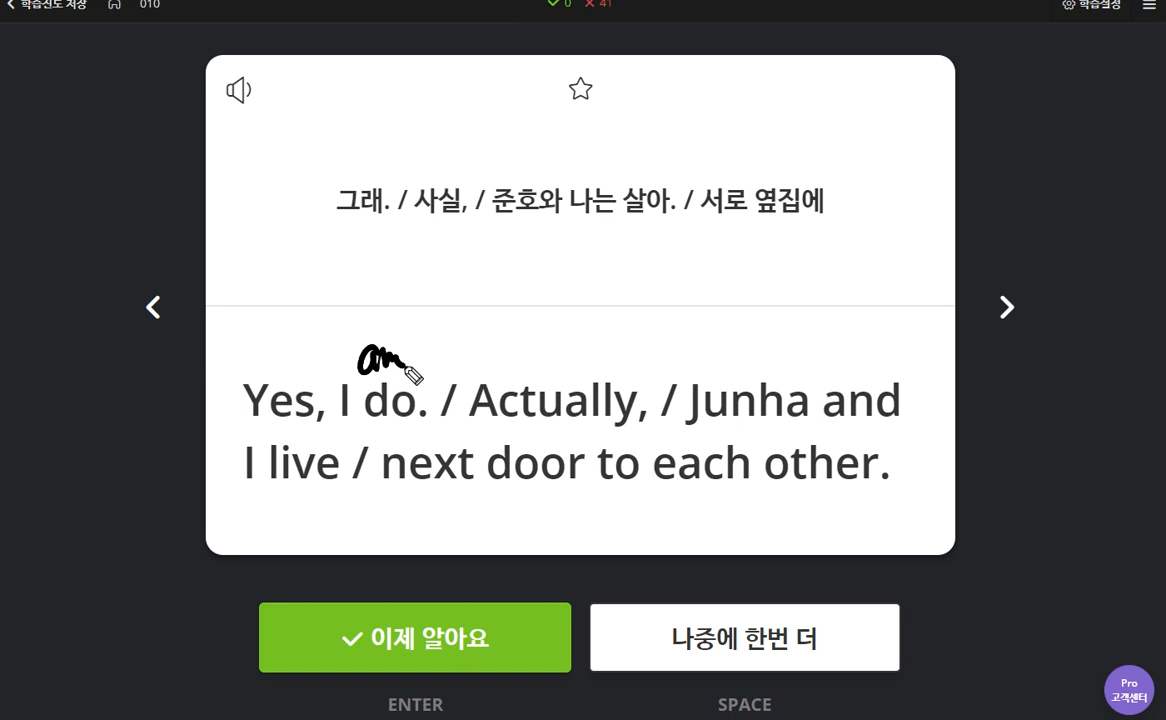 학습진도 저장 010 0 41 학습설정
그래. / 사실, / 준호와 나는 살아. / 서로 옆집에
am
Yes, I do. / Actually, / Junha and
I live / next door to each other.
이제 알아요 나중에 한번 더
ENTER SPACE
Pro
고객센터